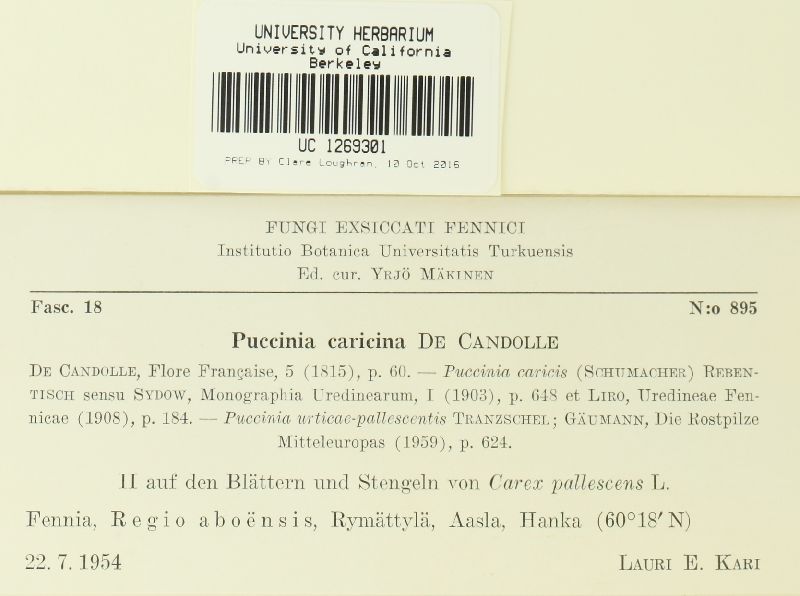 UNIVERSITY HERBARIUM
University of California
Berkeley
UC 1269301
PREP BY Clare Loughran, 10 Oct 2016
FUNGI EXSICCATI FENNICI
Institutio Botanica Universitatis Turkuensis
Ed. cur. YRJÖ MÄKINEN
Fasc. 18 N:o 895
Puccinia caricina DE CANDOLLE
DE CANDOLLE, Flore Française, 5 (1815), p. 60. — Puccinia caricis (SCHUMACHER) REBEN-
TISCH sensu SYDOW, Monographia Uredinearum, I (1903), p. 648 et LIRO, Uredineae Fen-
nicae (1908), p. 184. — Puccinia urticae-pallescentis TRANZSCHEL; GÄUMANN, Die Rostpilze
Mitteleuropas (1959), p. 624.
II auf den Blättern und Stengeln von Carex pallescens L.
Fennia, Regio aboënsis, Rymättylä, Aasla, Hanka (60°18′ N)
22. 7. 1954 LAURI E. KARI